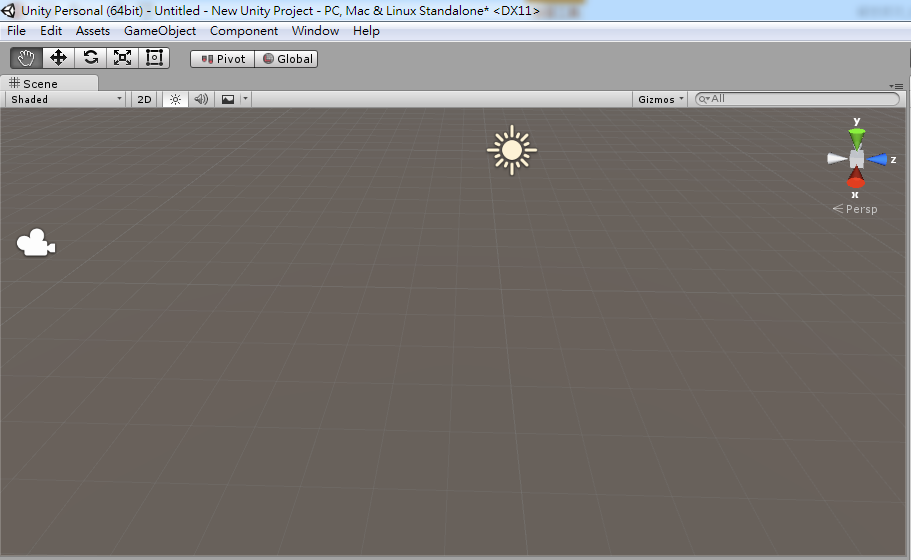 Unity Personal (64bit) - Untitled - New Unity Project - PC, Mac & Linux Standalone* <DX11>
File Edit Assets GameObject Component Window Help
Pivot Global
Scene
Shaded 2D Gizmos All
y
z
x
Persp